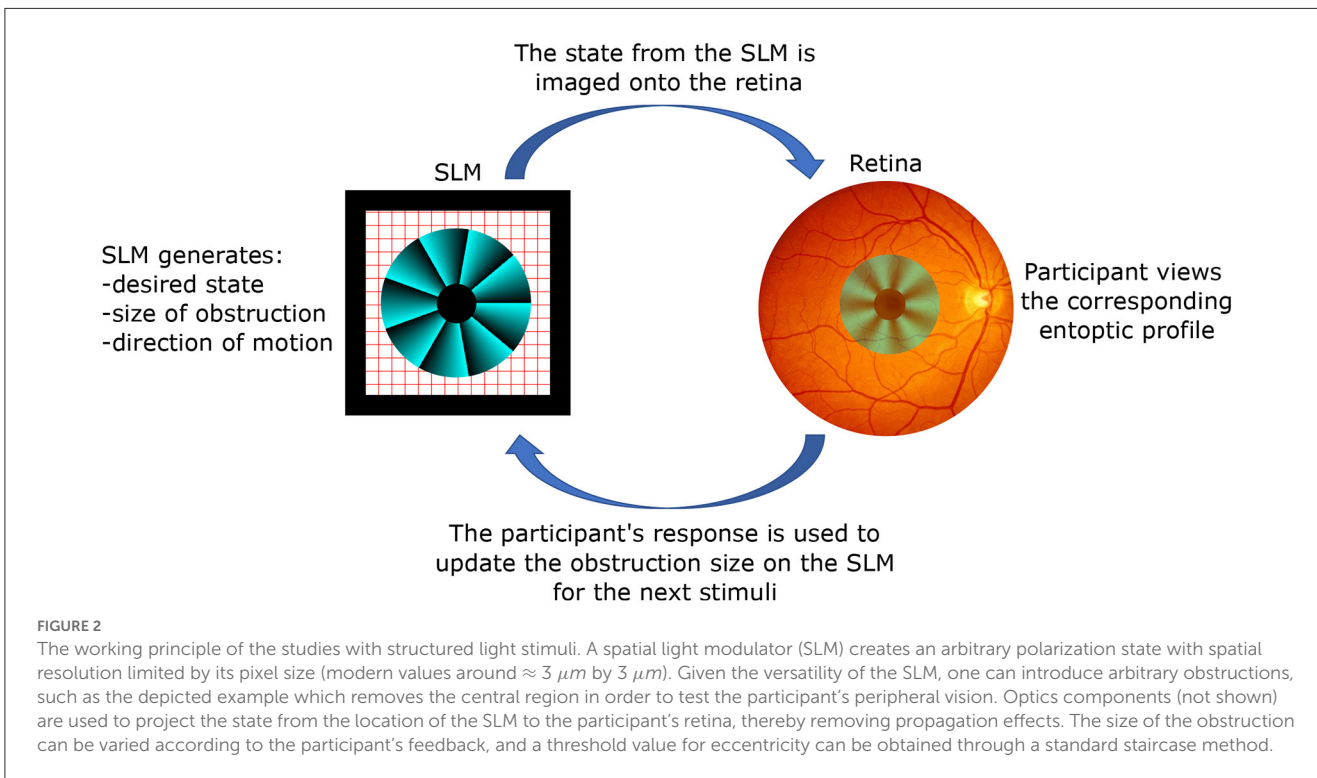 The state from the SLM is
imaged onto the retina
SLM
Retina
SLM generates:
-desired state
-size of obstruction
-direction of motion
Participant views
the corresponding
entoptic profile
The participant's response is used to
update the obstruction size on the SLM
for the next stimuli
FIGURE 2
The working principle of the studies with structured light stimuli. A spatial light modulator (SLM) creates an arbitrary polarization state with spatial
resolution limited by its pixel size (modern values around ≈ 3 μm by 3 μm). Given the versatility of the SLM, one can introduce arbitrary obstructions,
such as the depicted example which removes the central region in order to test the participant's peripheral vision. Optics components (not shown)
are used to project the state from the location of the SLM to the participant's retina, thereby removing propagation effects. The size of the obstruction
can be varied according to the participant's feedback, and a threshold value for eccentricity can be obtained through a standard staircase method.